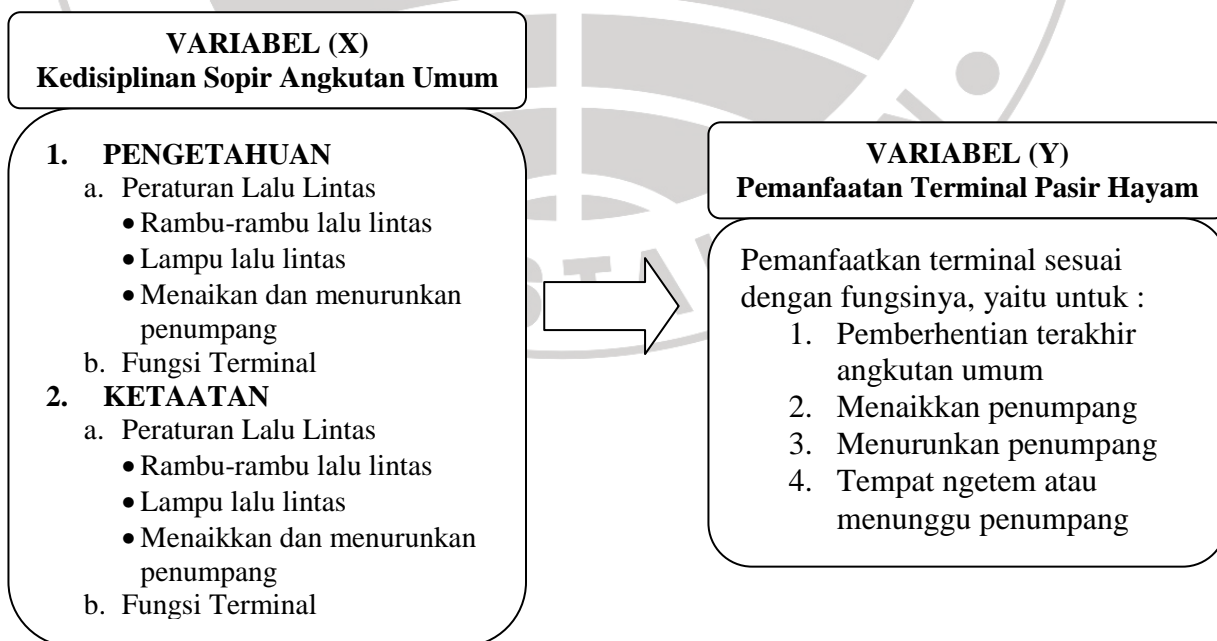 VARIABEL (X)
Kedisiplinan Sopir Angkutan Umum
1. PENGETAHUAN
a. Peraturan Lalu Lintas
• Rambu-rambu lalu lintas
• Lampu lalu lintas
• Menaikan dan menurunkan
penumpang
b. Fungsi Terminal
2. KETAATAN
a. Peraturan Lalu Lintas
• Rambu-rambu lalu lintas
• Lampu lalu lintas
• Menaikkan dan menurunkan
penumpang
b. Fungsi Terminal
VARIABEL (Y)
Pemanfaatan Terminal Pasir Hayam
Pemanfaatkan terminal sesuai
dengan fungsinya, yaitu untuk :
1. Pemberhentian terakhir
angkutan umum
2. Menaikkan penumpang
3. Menurunkan penumpang
4. Tempat ngetem atau
menunggu penumpang